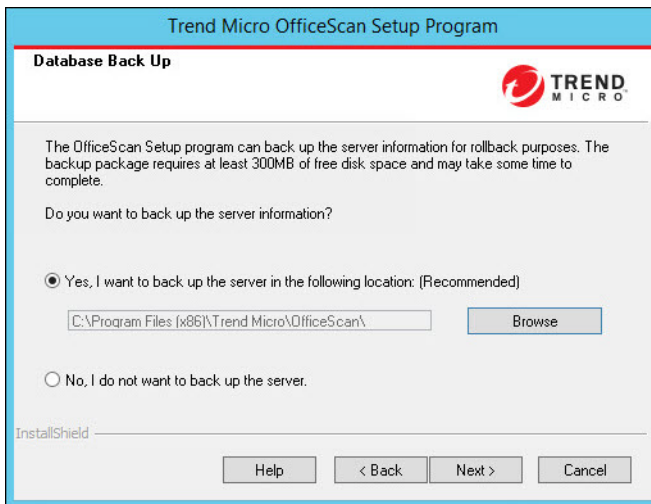 Trend Micro OfficeScan Setup Program
Database Back Up
TREND
MICRO
The OfficeScan Setup program can back up the server information for rollback purposes. The
backup package requires at least 300MB of free disk space and may take some time to
complete.
Do you want to back up the server information?
Yes, I want to back up the server in the following location: (Recommended)
C:\Program Files (x86)\Trend Micro\OfficeScan\
Browse
No, I do not want to back up the server.
InstallShield
Help
< Back
Next >
Cancel